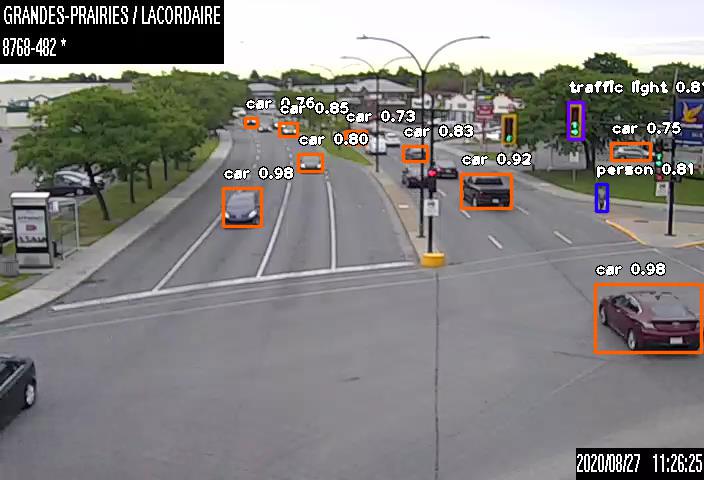 GRANDES-PRAIRIES / LACORDAIRE
8768-482 *
traffic light 0.81
car 0.76
car 0.85
car 0.73
car 0.83
car 0.75
car 0.80
car 0.92
person 0.81
car 0.98
car 0.98
2020/08/27 11:26:25